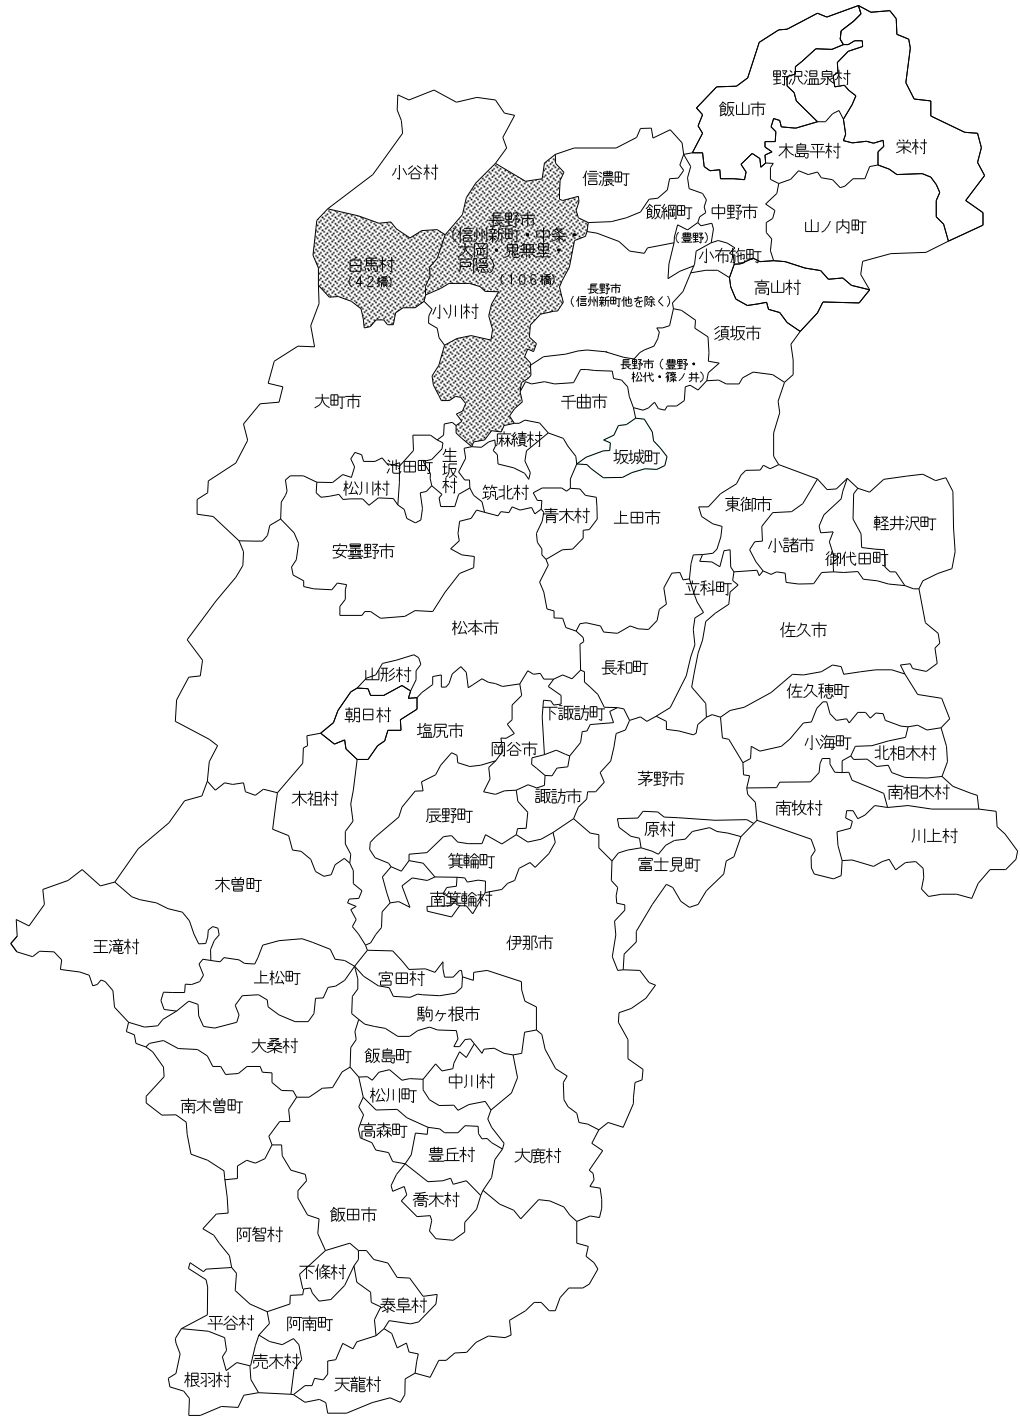 野沢温泉村
飯山市
栄村
木島平村
小谷村
信濃町
飯綱町
中野市
山ノ内町
長野市
(信州新町・中条・
大岡・鬼無里・
戸隠)
(106橋)
(豊野)
小布施町
白馬村
(42橋)
高山村
長野市
(信州新町他を除く)
小川村
須坂市
長野市(豊野・
松代・篠ノ井)
大町市
千曲市
麻績村
坂城町
生
坂
村
池田町
松川村
筑北村
青木村
上田市
東御市
軽井沢町
小諸市
御代田町
安曇野市
立科町
松本市
佐久市
長和町
山形村
佐久穂町
朝日村
下諏訪町
塩尻市
岡谷市
小海町
北相木村
茅野市
木祖村
諏訪市
南相木村
南牧村
辰野町
原村
川上村
箕輪町
富士見町
木曽町
南箕輪村
王滝村
伊那市
上松町
宮田村
駒ヶ根市
大桑村
飯島町
中川村
松川町
南木曽町
高森町
豊丘村
大鹿村
喬木村
飯田市
阿智村
下條村
泰阜村
平谷村
阿南町
売木村
根羽村
天龍村